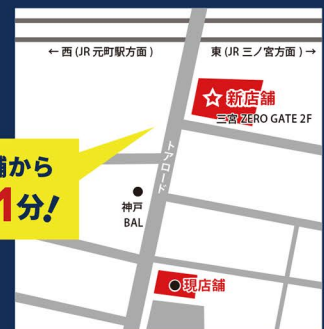 ← 西 (JR 元町駅方面)
東 (JR 三ノ宮方面) →
☆ 新店舗
三宮 ZERO GATE 2F
舗から
1分!
トアロード
神戸
BAL
現店舗